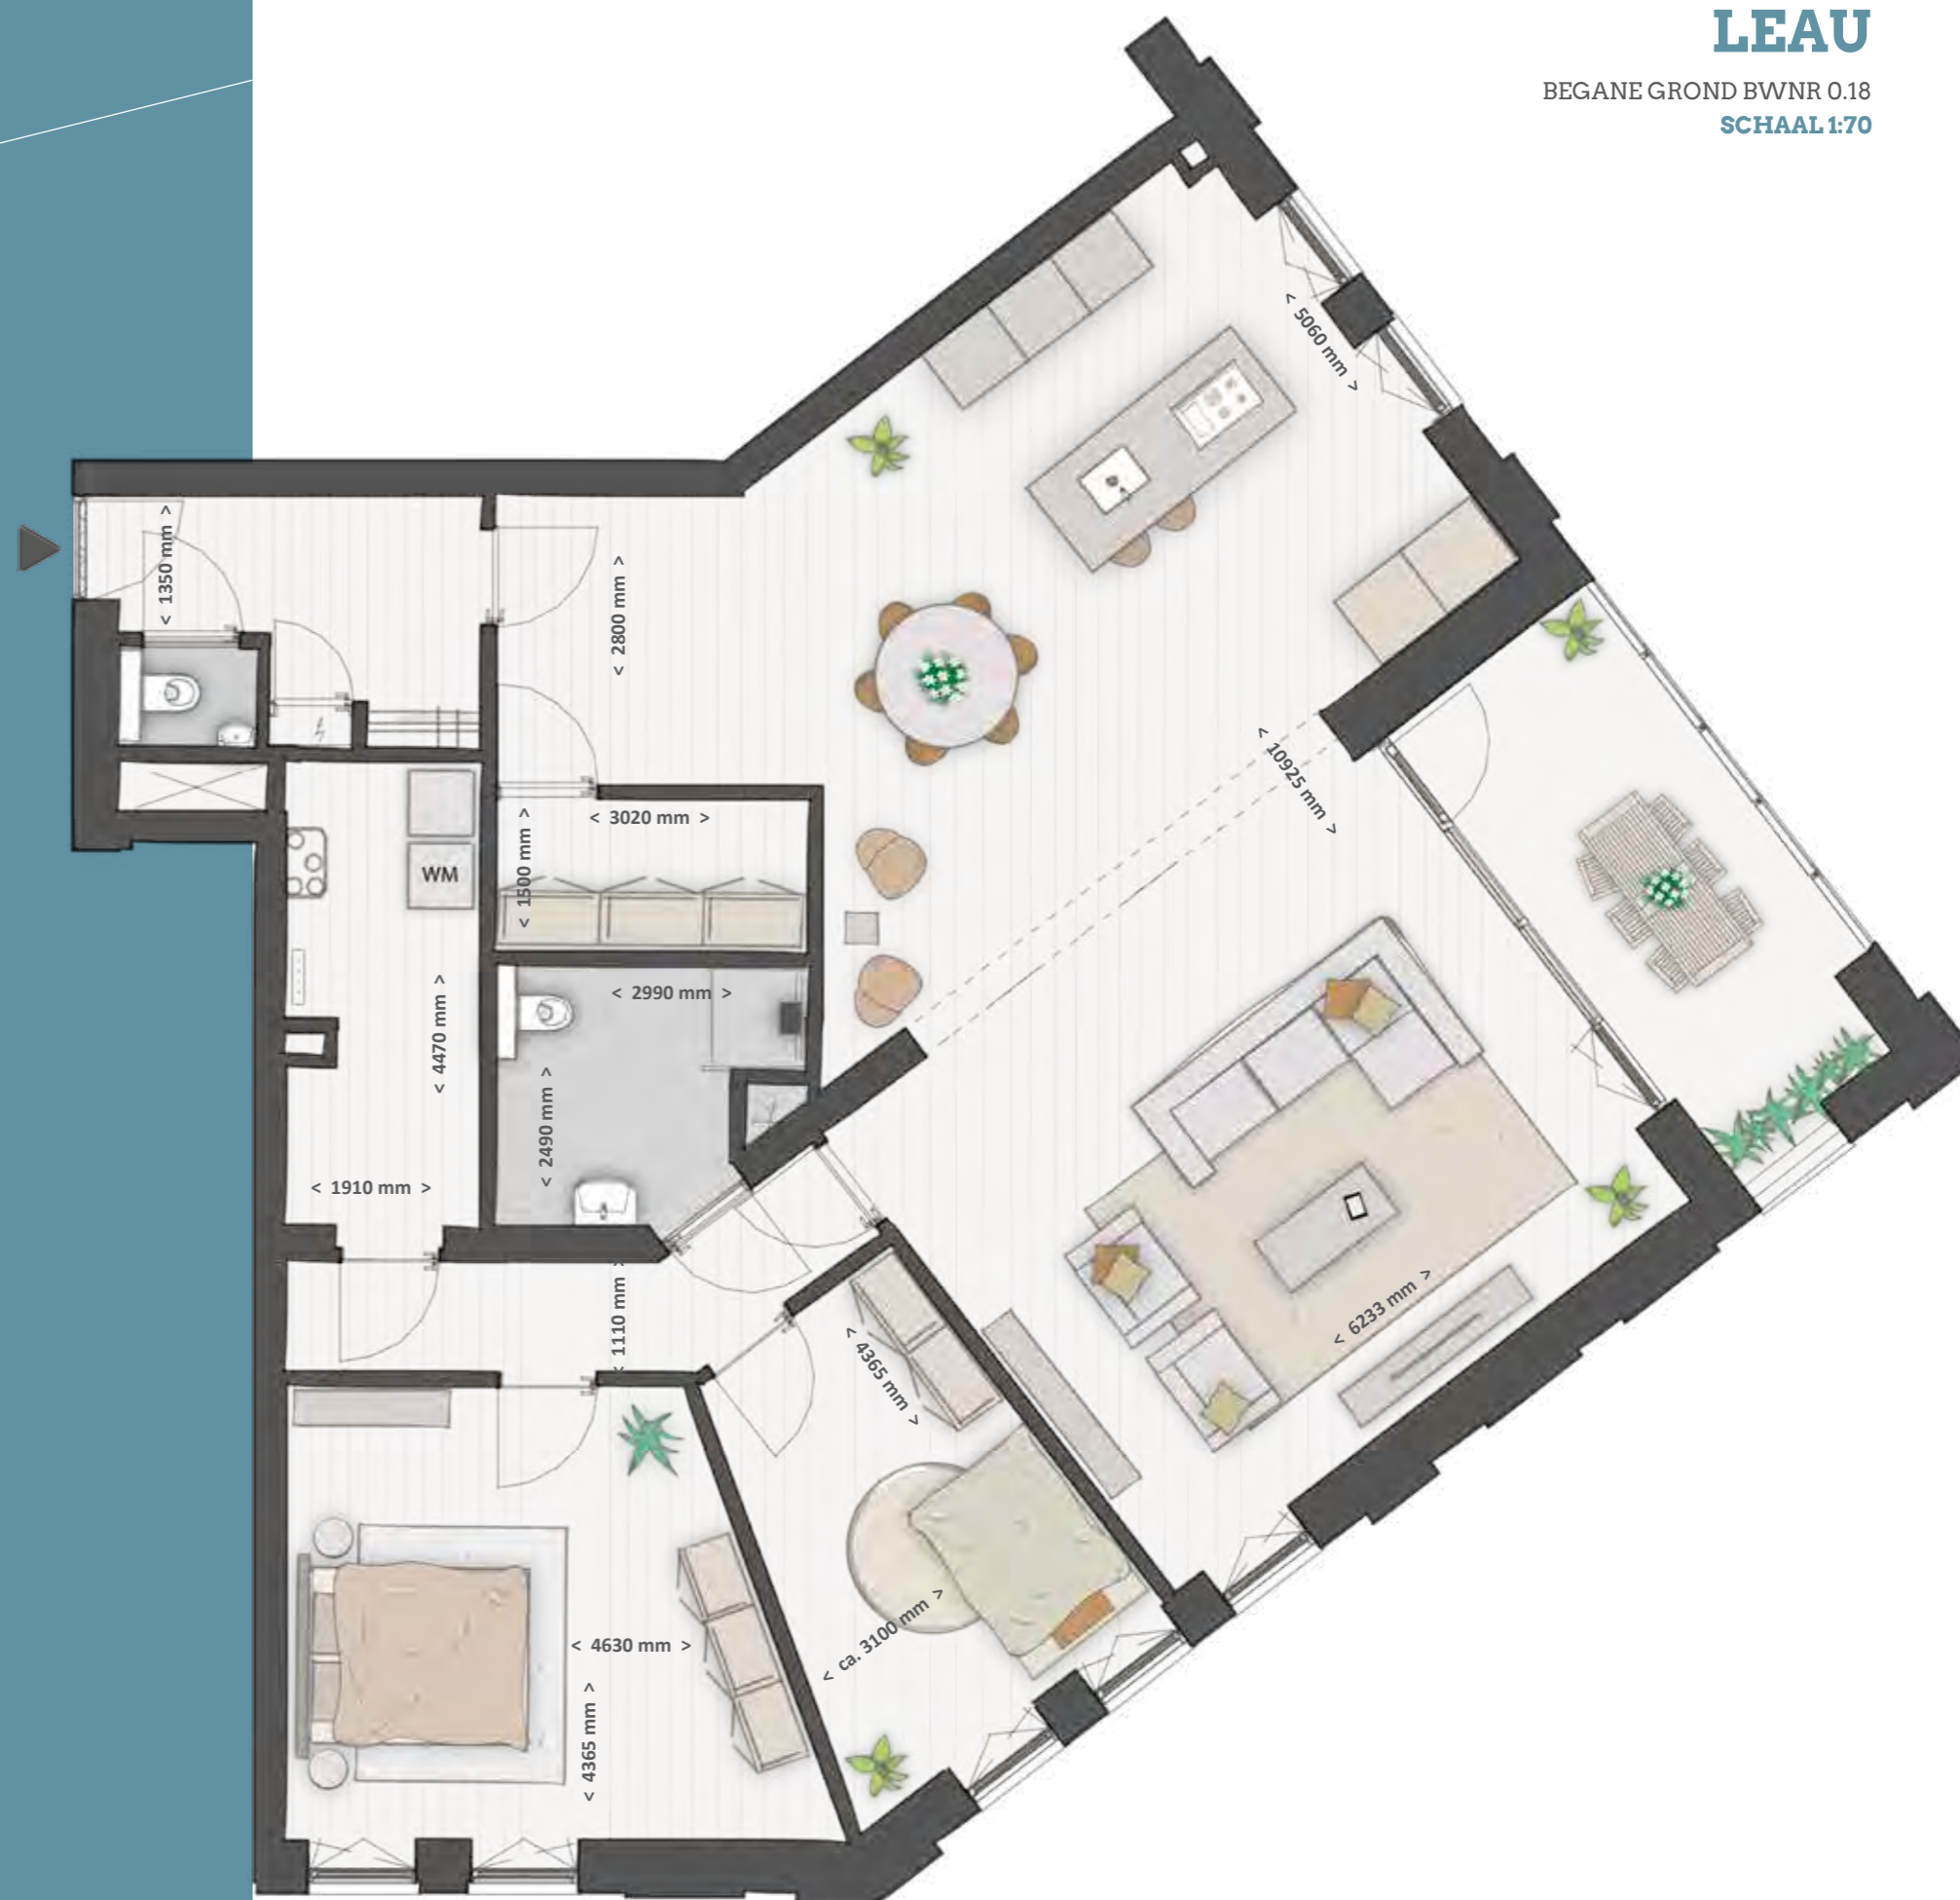 LEAU
BEGANE GROND BWNR 0.18
SCHAAL 1:70
< 5060 mm >
< 1350 mm >
< 2800 mm >
< 10925 mm >
< 3020 mm >
< 1500 mm >
WM
< 2990 mm >
< 4470 mm >
< 2490 mm >
< 1910 mm >
< 1110 mm >
< 6233 mm >
< 4365 mm >
< ca. 3100 mm >
< 4630 mm >
< 4365 mm >